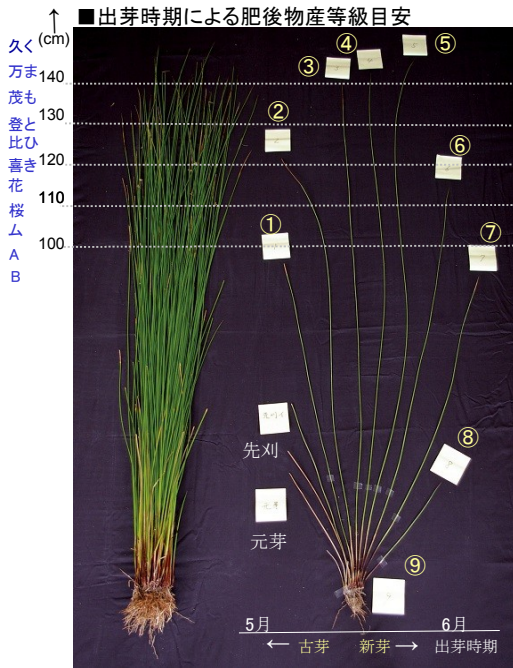 ■出芽時期による肥後物産等級目安
(cm)
久く
万ま
140
茂も
130
登と
比ひ
喜き
120
花
110
桜
ム
100
A
B
①
②
③
④
⑤
⑥
⑦
⑧
⑨
先刈
元芽
元芽
5月
6月
← 古芽
新芽 →
出芽時期